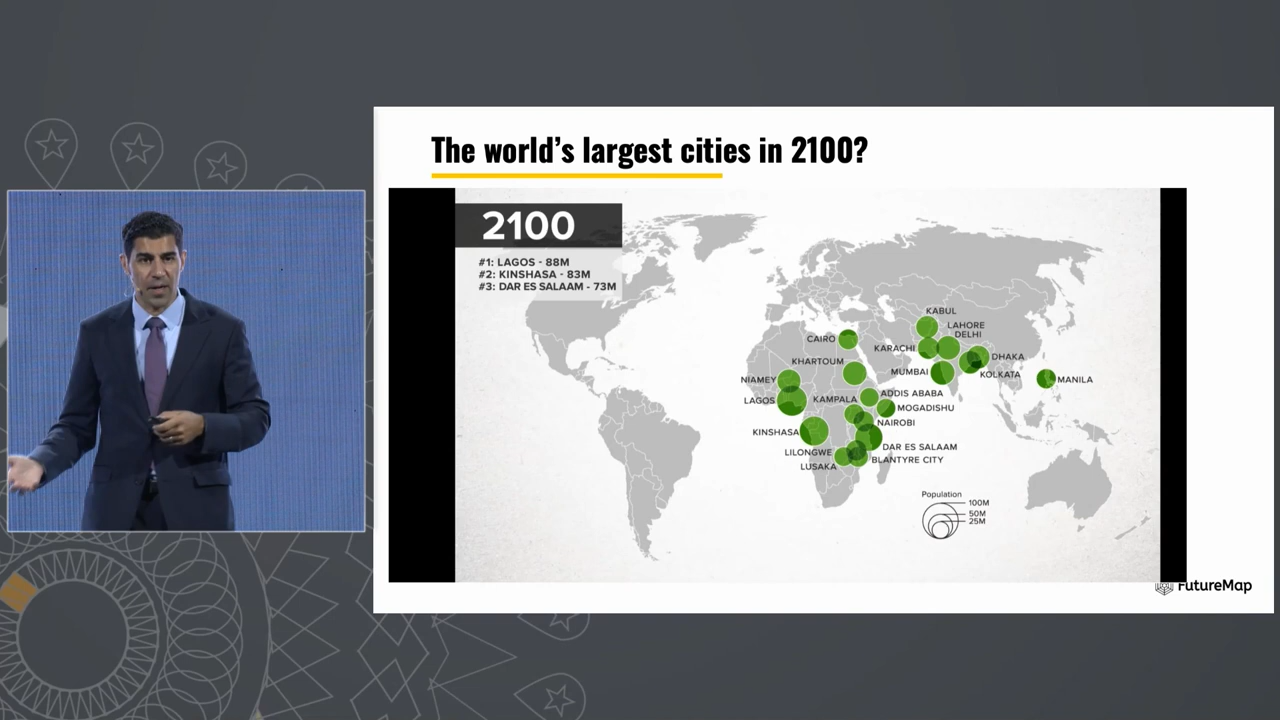 The world's largest cities in 2100?
2100
#1: LAGOS - 88M
#2: KINSHASA - 83M
#3: DAR ES SALAAM - 73M
KABUL
LAHORE
DELHI
CAIRO
KARACHI
DHAKA
KHARTOUM
MUMBAI
KOLKATA
NIAMEY
MANILA
ADDIS ABABA
LAGOS
KAMPALA
MOGADISHU
NAIROBI
KINSHASA
DAR ES SALAAM
LILONGWE
BLANTYRE CITY
LUSAKA
Population
100M
50M
25M
FutureMap